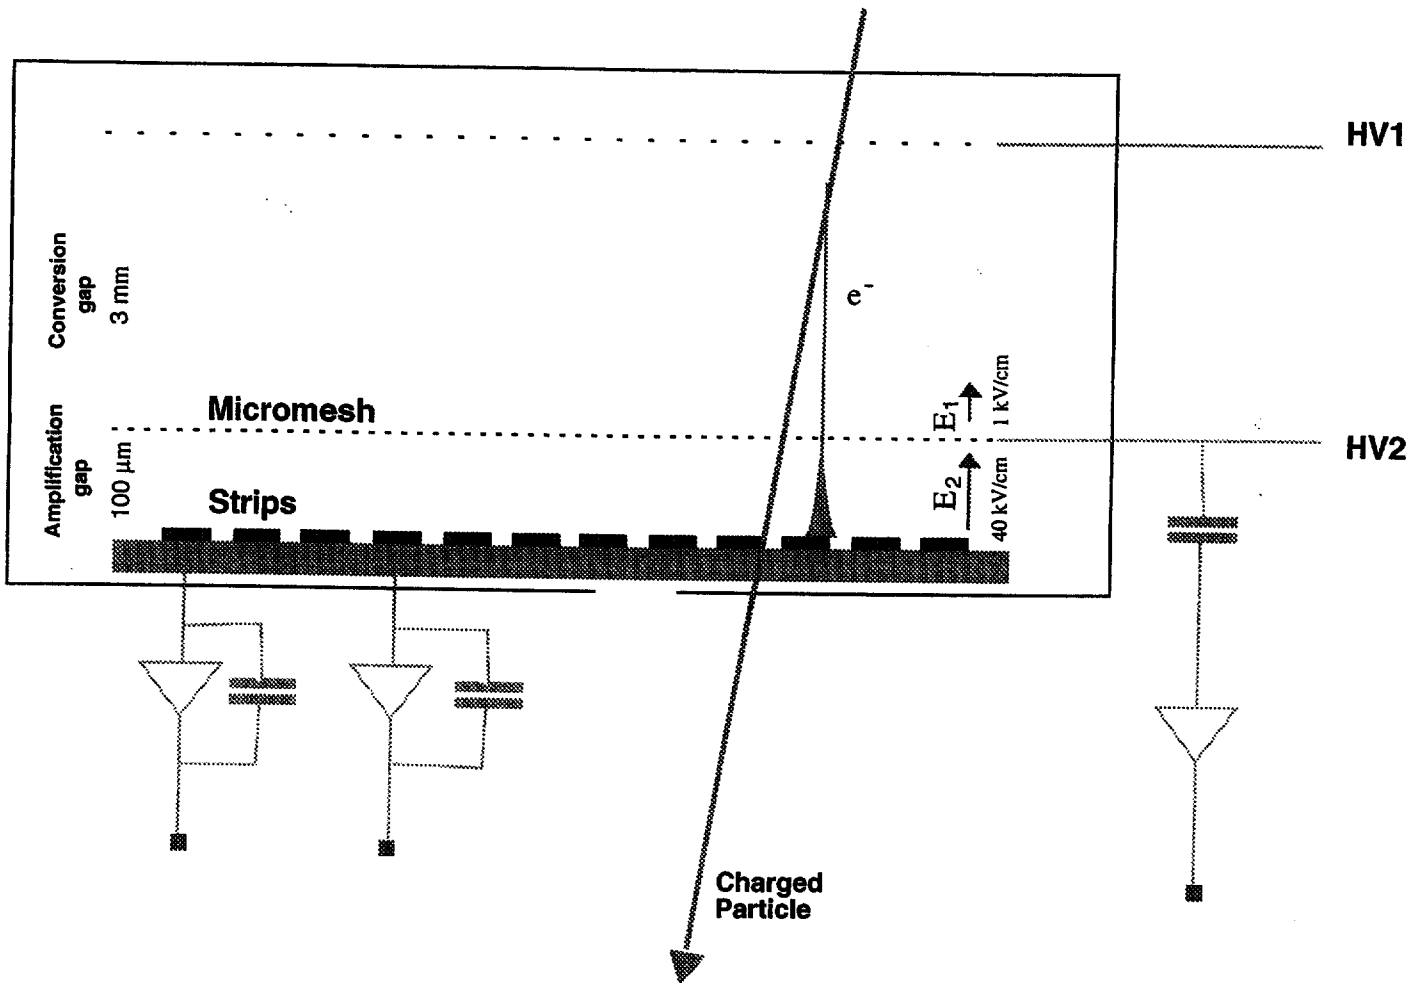 HV1
Conversion
gap
3 mm
e-
Micromesh
E1
1 kV/cm
HV2
Amplification
gap
100 μm
Strips
E2
40 kV/cm
Charged
Particle